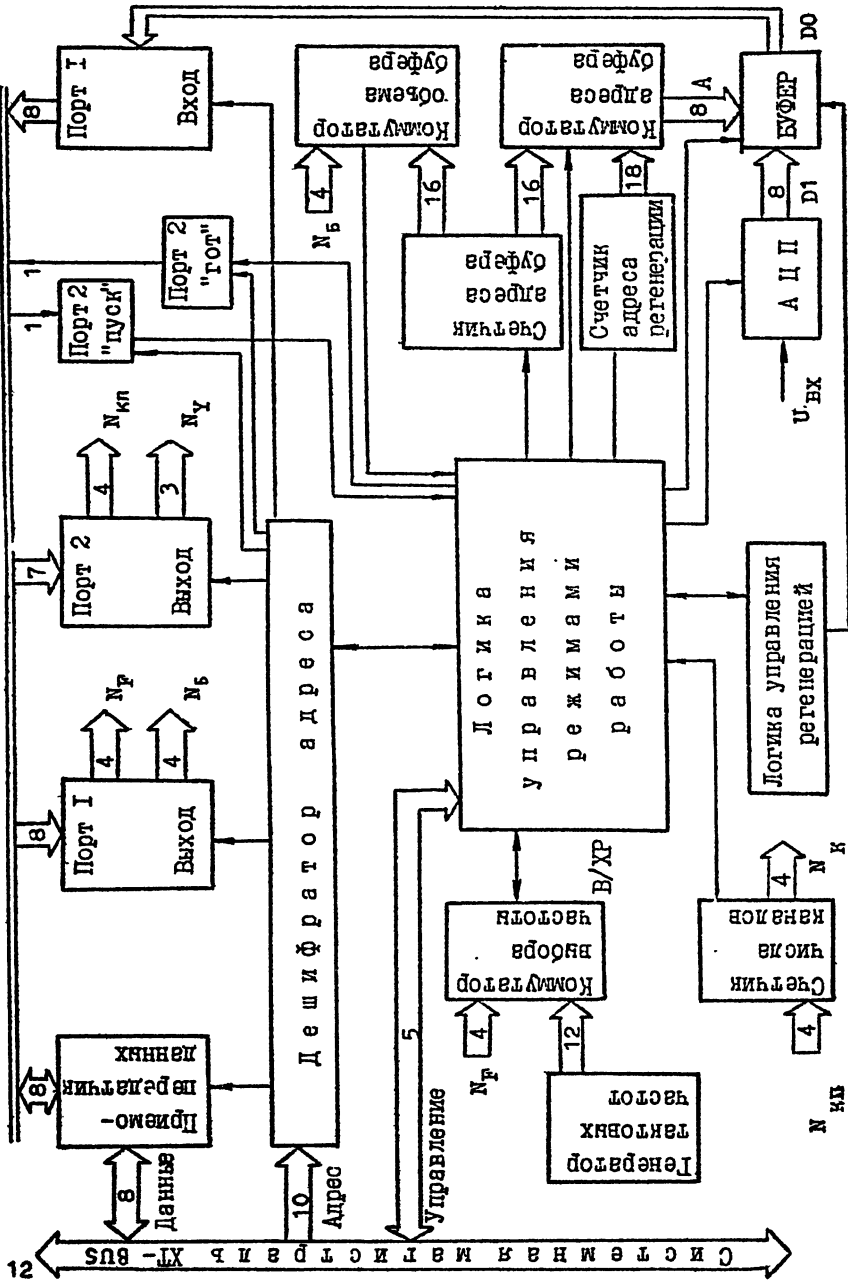 12
Системная магистраль XT-BUS
8
Данные
10
Адрес
Управление
5
Приемо-
передатчик
данных
8
8
Порт I
Выход
4
N_F
4
N_Б
7
Порт 2
Выход
4
N_КП
3
N_У
1
Порт 2
"пуск"
1
Порт 2
"гот"
8
Порт I
Вход
Дешифратор адреса
N_Б
4
Коммутатор
объема
буфера
16
16
Счетчик
адреса
буфера
Коммутатор
адреса
буфера
18
Счетчик
адреса
регенерации
8
A
Логика
управления
режимами
работы
Генератор
тактовых
частот
12
N_F
4
Коммутатор
выбора
частоты
В/ХР
N_КП
4
Счетчик
числа
каналов
4
N_К
Логика управления
регенерацией
U_ВХ
АЦП
8
D1
БУФЕР
D0